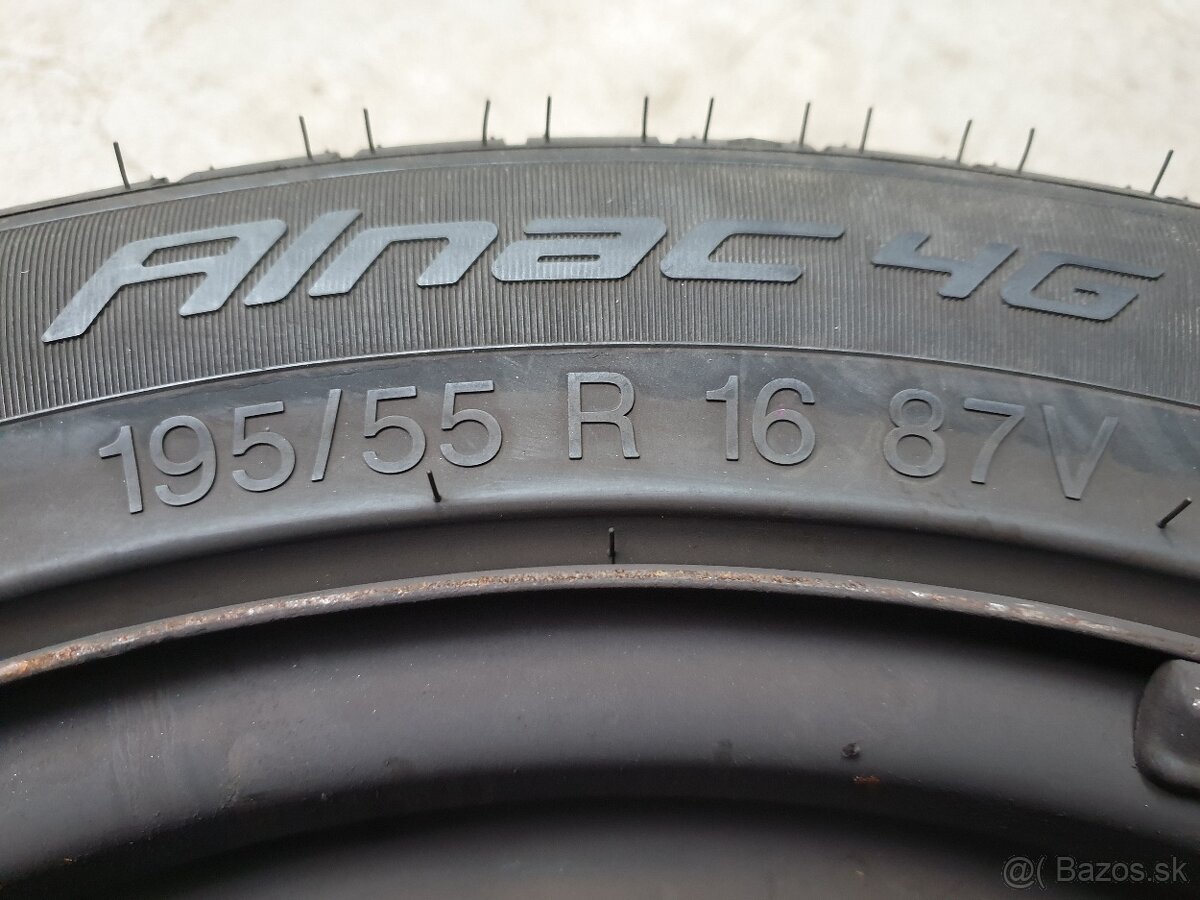 Alnac 4G
195/55 R 16 87V
@( Bazos.sk